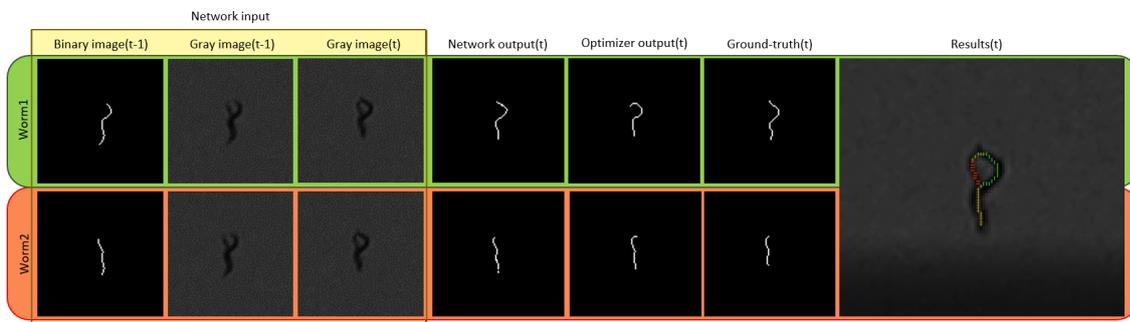 Network input
Binary image(t-1) Gray image(t-1) Gray image(t) Network output(t) Optimizer output(t) Ground-truth(t) Results(t)
Worm1
Worm2